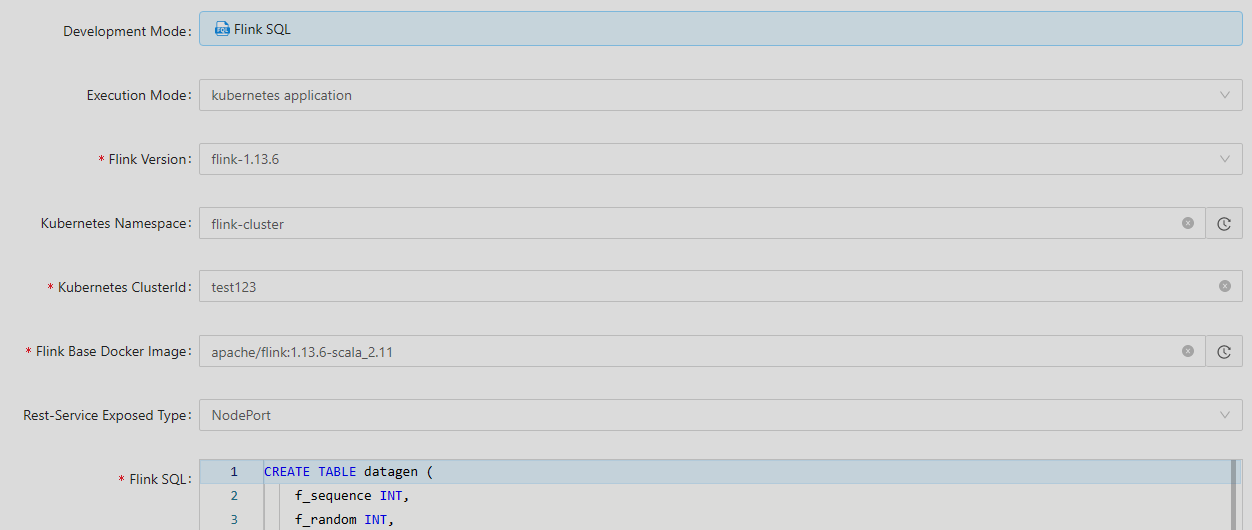 Development Mode: Flink SQL
Execution Mode: kubernetes application
* Flink Version: flink-1.13.6
Kubernetes Namespace: flink-cluster
* Kubernetes ClusterId: test123
* Flink Base Docker Image: apache/flink:1.13.6-scala_2.11
Rest-Service Exposed Type: NodePort
* Flink SQL: 1 CREATE TABLE datagen (
2 f_sequence INT,
3 f_random INT,